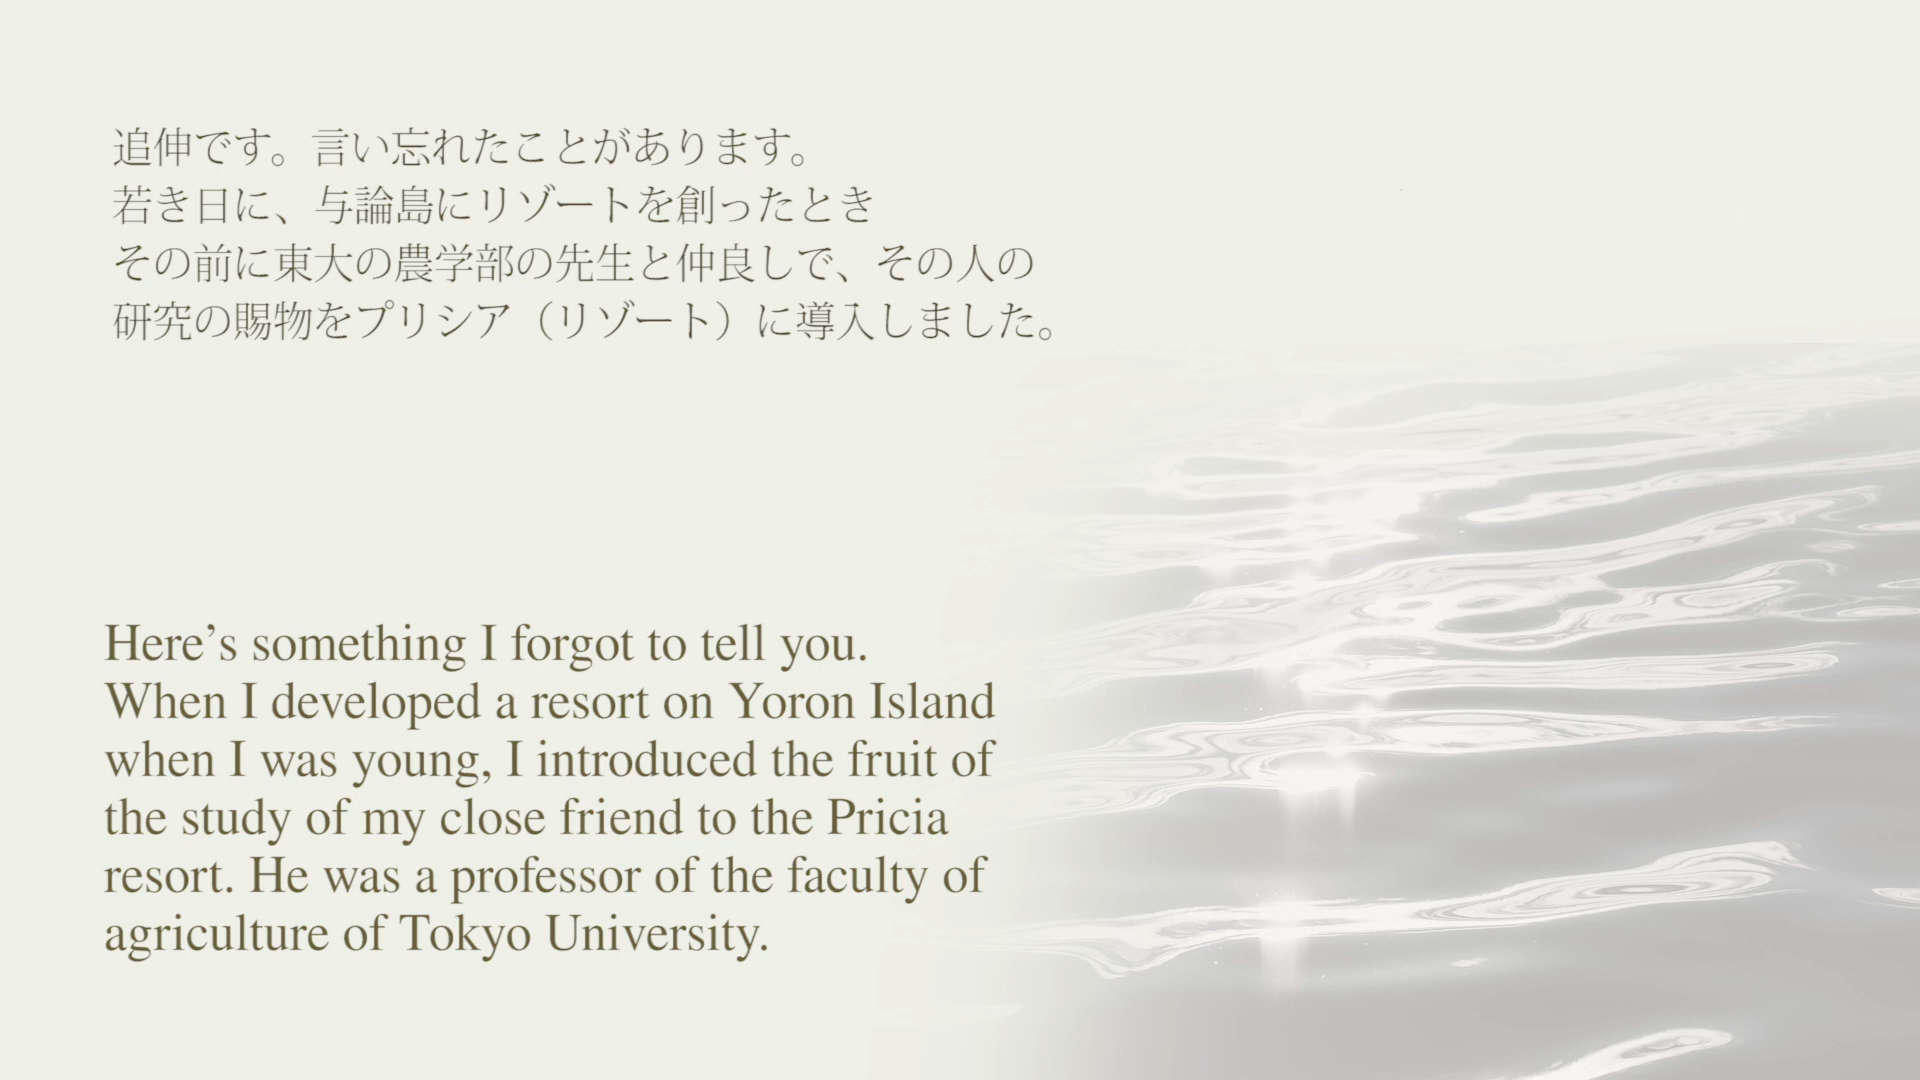 追伸です。言い忘れたことがあります。
若き日に、与論島にリゾートを創ったとき
その前に東大の農学部の先生と仲良しで、その人の
研究の賜物をプリシア（リゾート）に導入しました。
Here’s something I forgot to tell you.
When I developed a resort on Yoron Island
when I was young, I introduced the fruit of
the study of my close friend to the Pricia
resort. He was a professor of the faculty of
agriculture of Tokyo University.